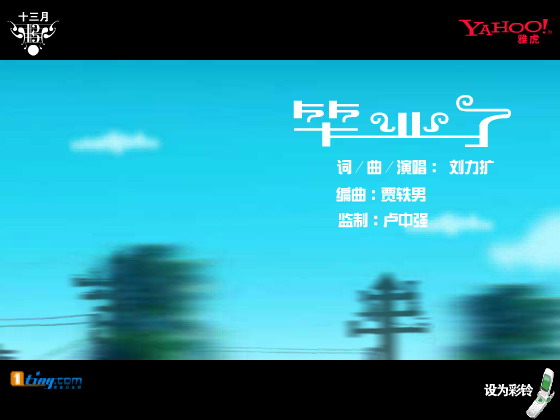 十三月
YAHOO!
雅虎
毕业了
词/曲/演唱：刘力扩
编曲：贾轶男
监制：卢中强
1ting.com
设为彩铃